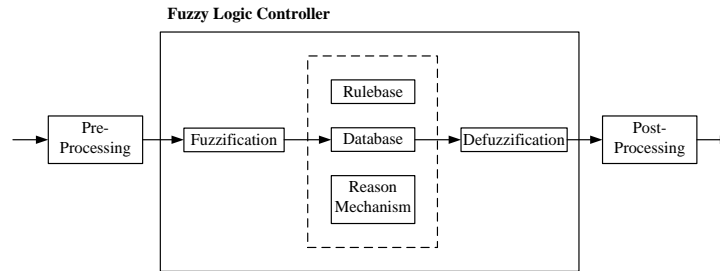 Fuzzy Logic Controller
Rulebase
Pre-
Processing
Fuzzification
Database
Defuzzification
Post-
Processing
Reason
Mechanism